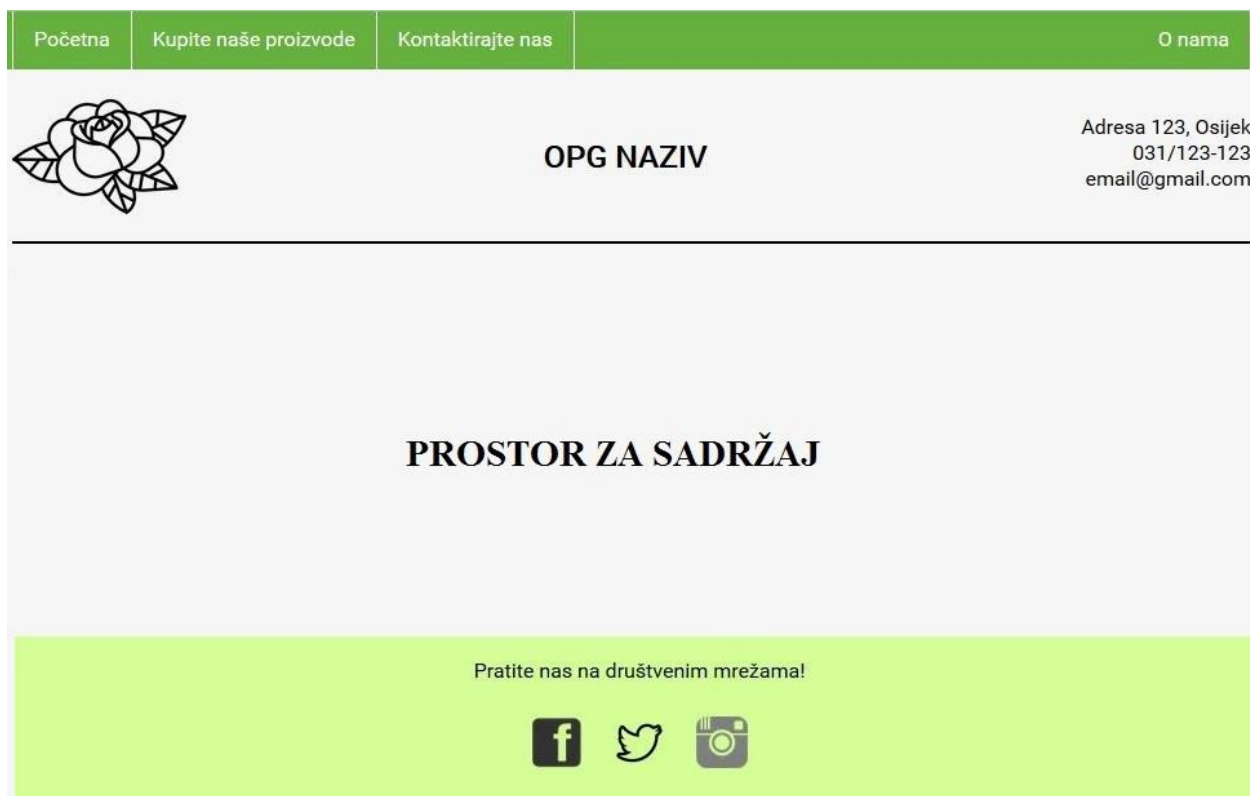 Početna
Kupite naše proizvode
Kontaktirajte nas
O nama
OPG NAZIV
Adresa 123, Osijek
031/123-123
email@gmail.com
PROSTOR ZA SADRŽAJ
Pratite nas na društvenim mrežama!